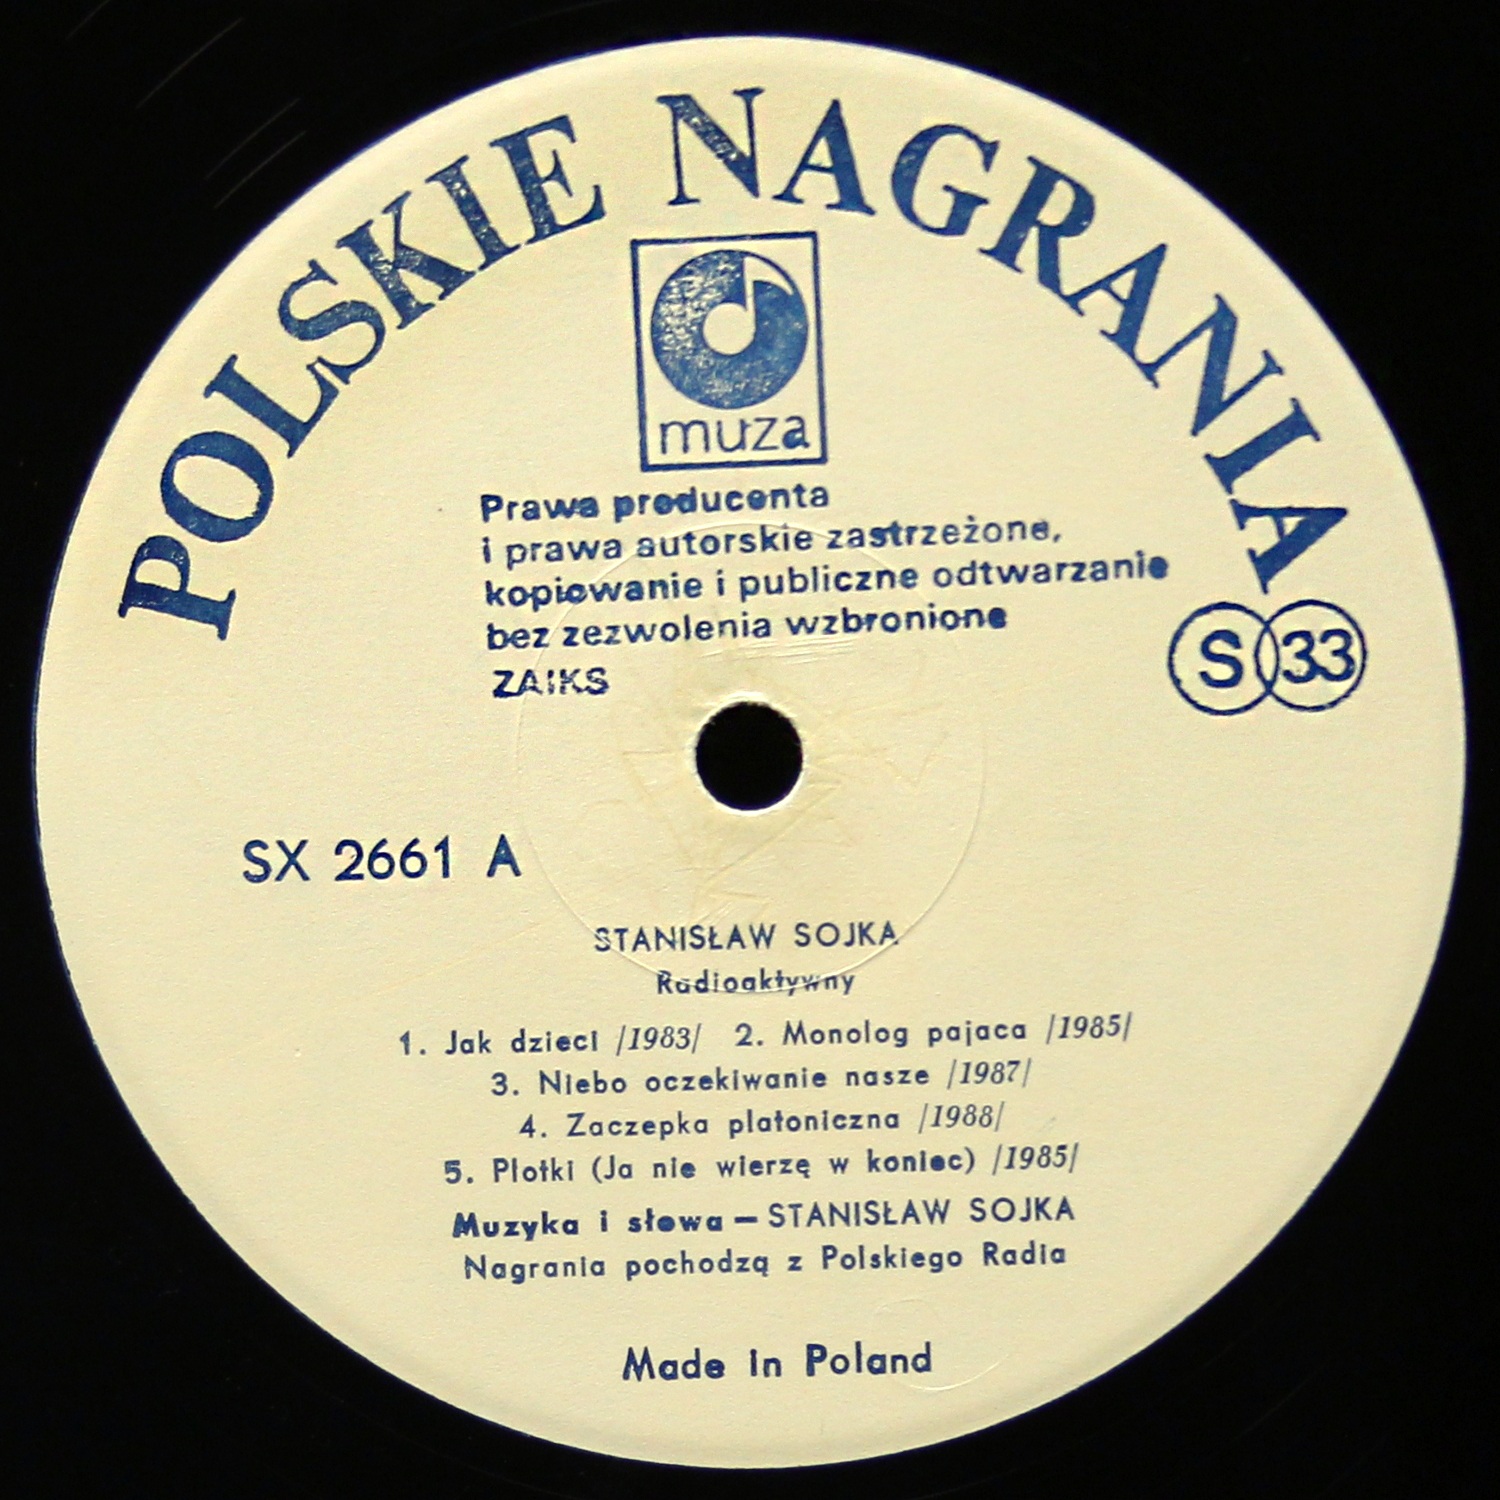 POLSKIE NAGRANIA
muza
Prawa producenta
i prawa autorskie zastrzeżone,
kopiowanie i publiczne odtwarzanie
bez zezwolenia wzbronione
ZAIKS
S 33
SX 2661 A
STANISŁAW SOJKA
Radioaktywny
1. Jak dzieci /1983/ 2. Monolog pajaca /1985/
3. Niebo oczekiwanie nasze /1987/
4. Zaczepka platoniczna /1988/
5. Plotki (Ja nie wierzę w koniec) /1985/
Muzyka i słowa — STANISŁAW SOJKA
Nagrania pochodzą z Polskiego Radia
Made in Poland